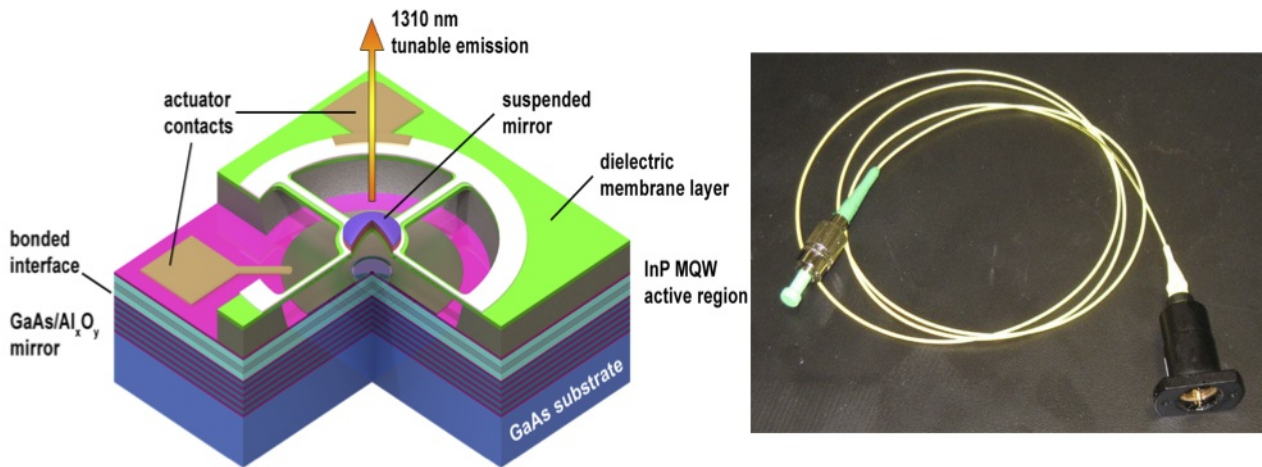 1310 nm
tunable emission
actuator
contacts
suspended
mirror
dielectric
membrane layer
bonded
interface
InP MQW
active region
GaAs/AlxOy
mirror
GaAs substrate